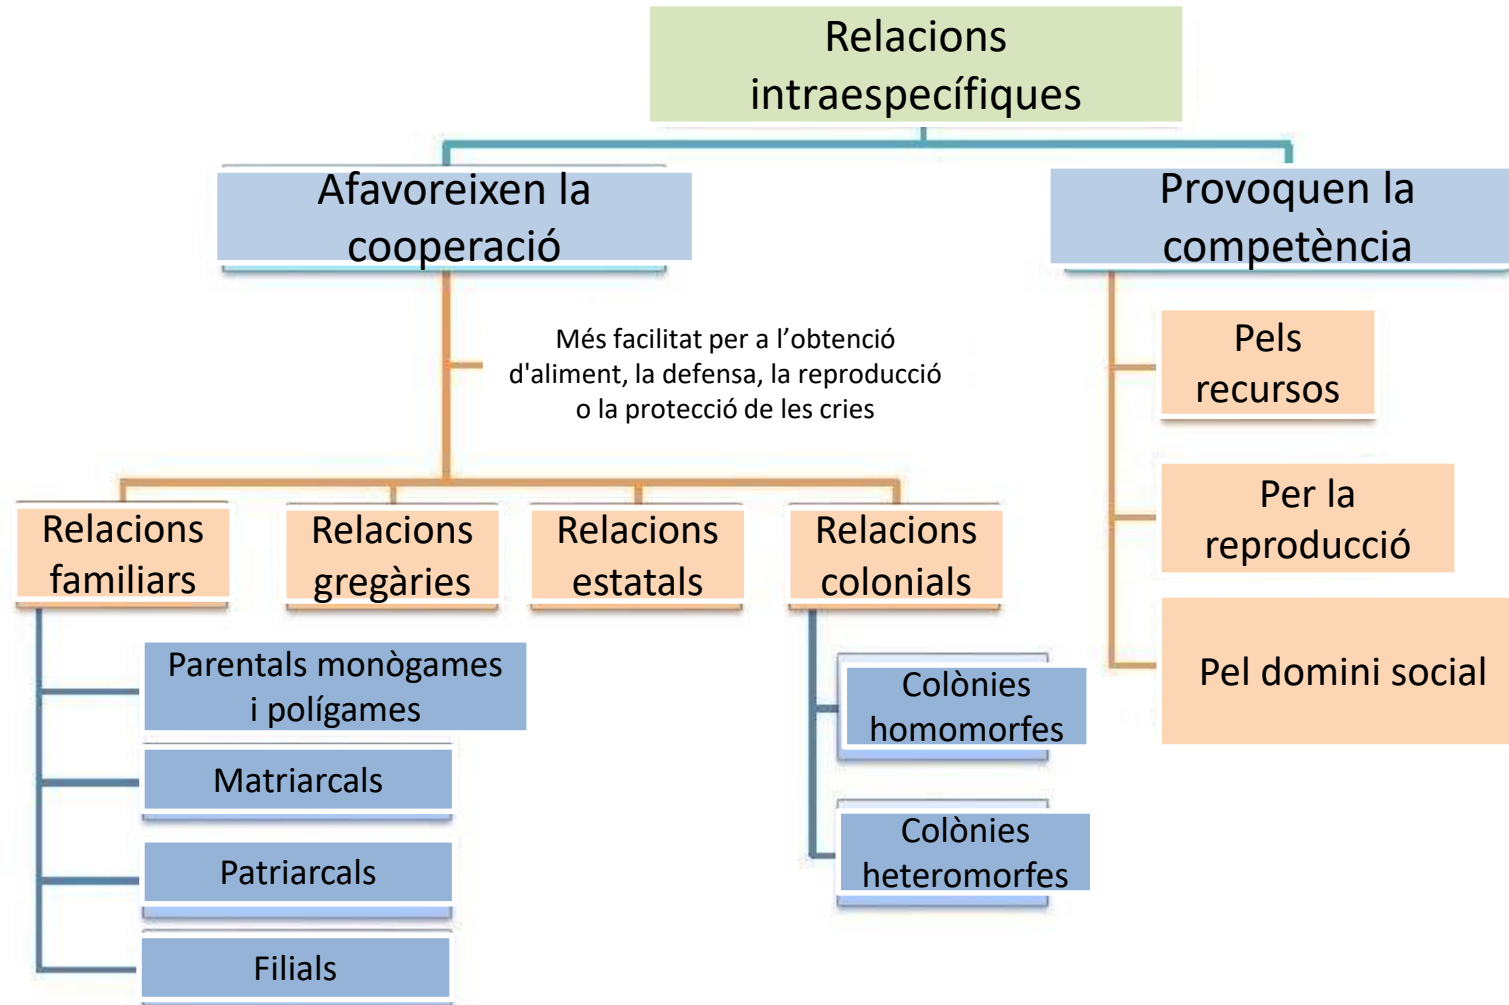 Relacions
intraespecífiques
Afavoreixen la
cooperació
Provoquen la
competència
Més facilitat per a l’obtenció
d'aliment, la defensa, la reproducció
o la protecció de les cries
Pels
recursos
Per la
reproducció
Pel domini social
Relacions
familiars
Relacions
gregàries
Relacions
estatals
Relacions
colonials
Parentals monògames
i polígames
Matriarcals
Patriarcals
Filials
Colònies
homomorfes
Colònies
heteromorfes